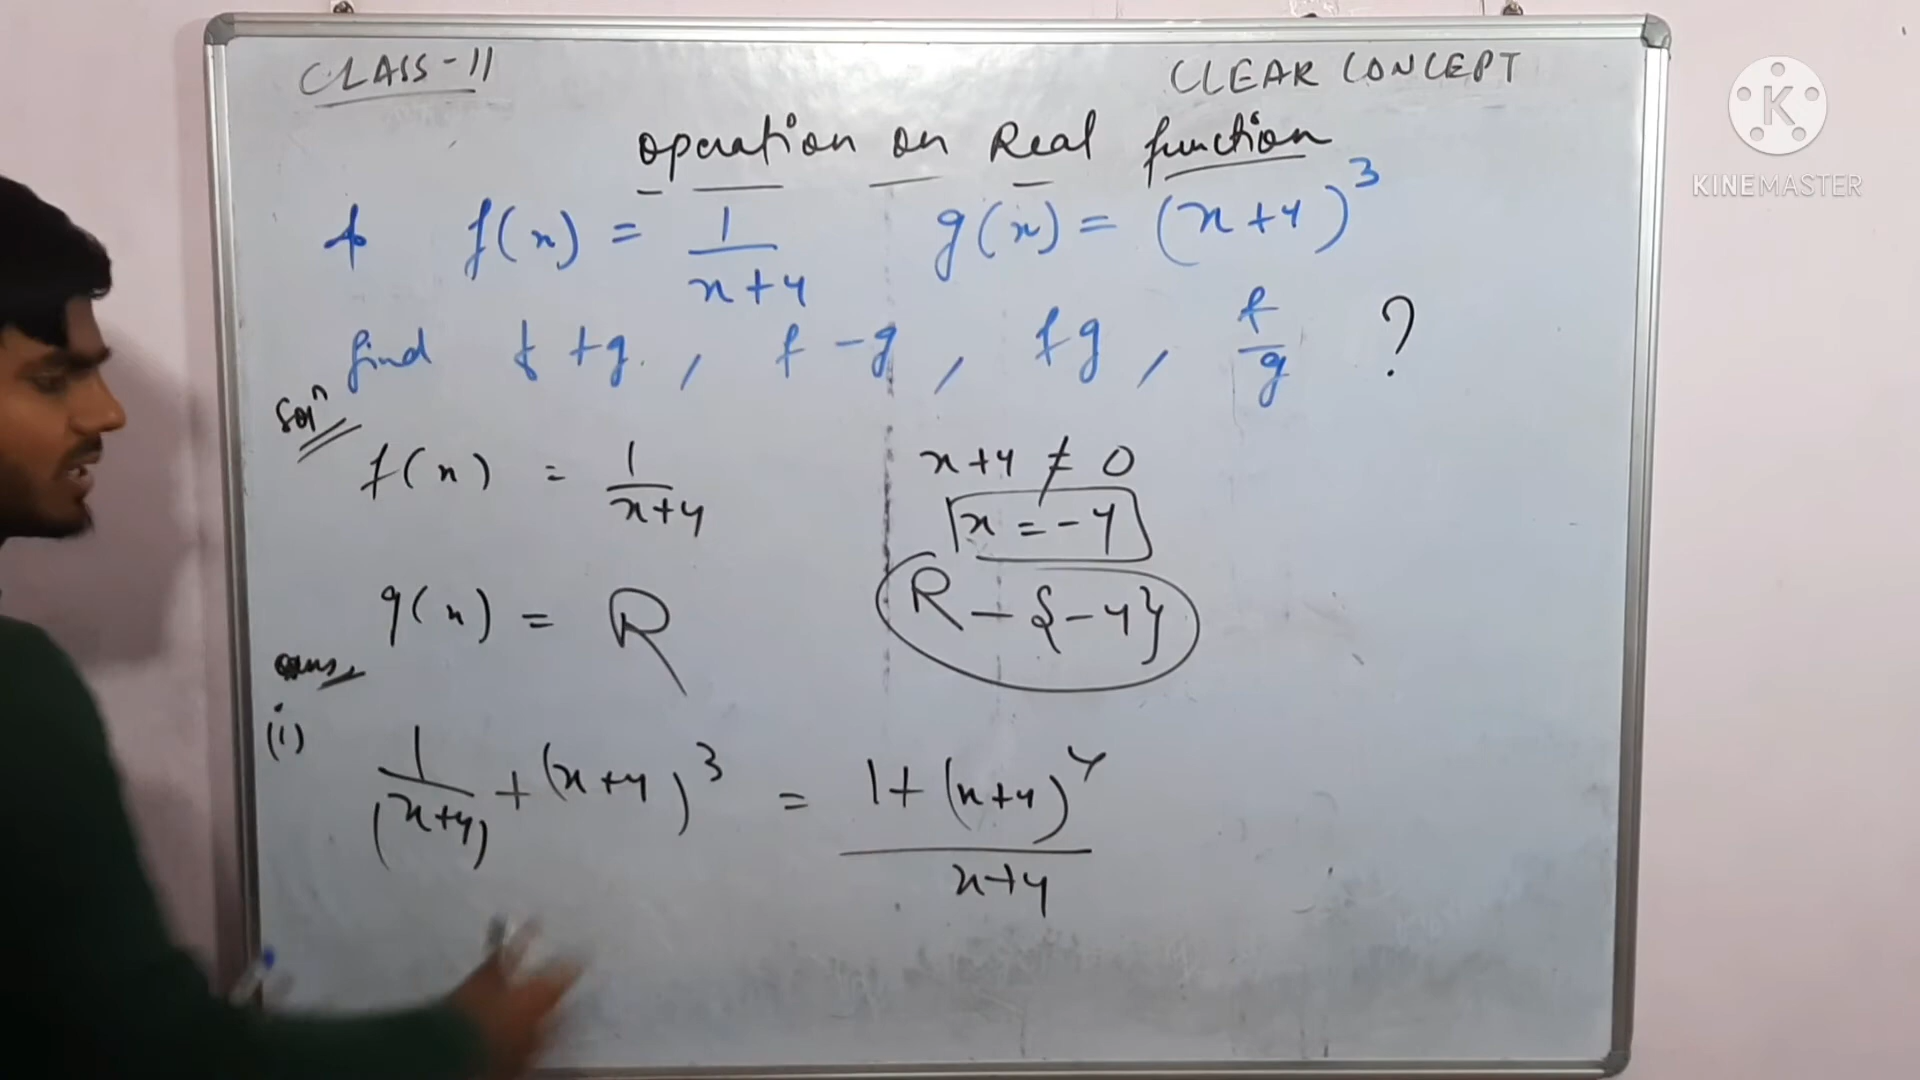 CLASS-11
CLEAR CONCEPT
KINEMASTER
operation on Real function
f(x) = 1/(x+4) g(x) = (x+4)^3
find f+g, f-g, fg, f/g ?
Solⁿ
f(x) = 1/(x+4)
x+4 ≠ 0
x = -4
g(x) = R
R - {-4}
ans
(i) 1/(x+4) + (x+4)^3 = (1+(x+4)^4)/(x+4)